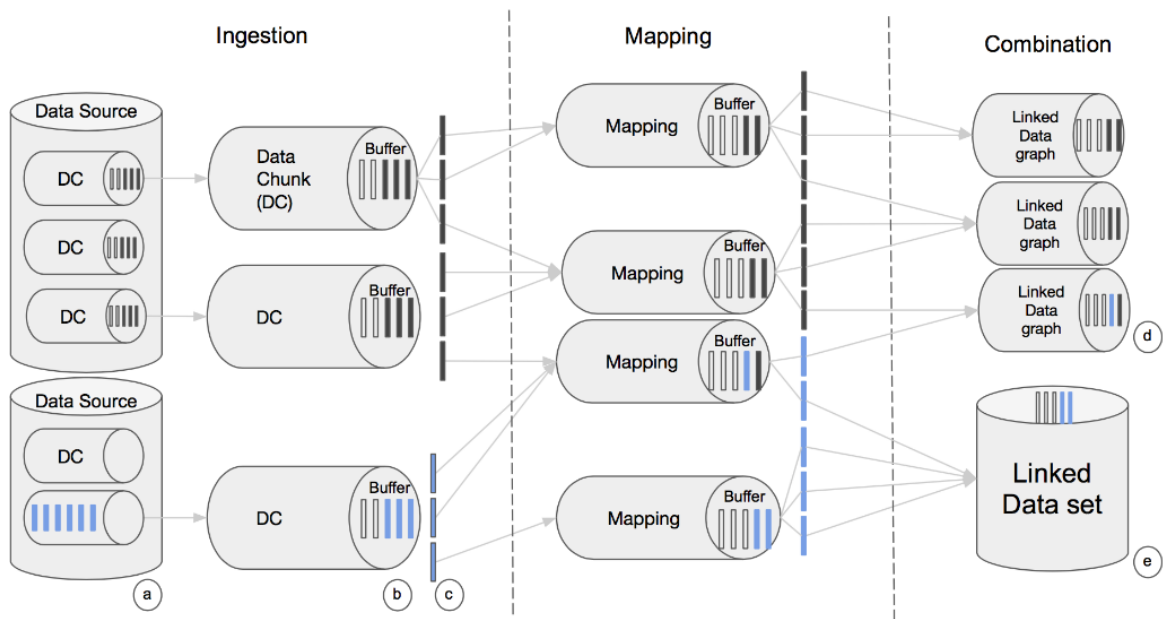 Ingestion
Mapping
Combination
Data Source
DC
DC
DC
Data
Chunk
(DC)
Buffer
DC
Buffer
Data Source
DC
DC
Buffer
Mapping
Buffer
Mapping
Buffer
Mapping
Buffer
Mapping
Buffer
Linked
Data
graph
Linked
Data
graph
Linked
Data
graph
Linked
Data set
a
b
c
d
e